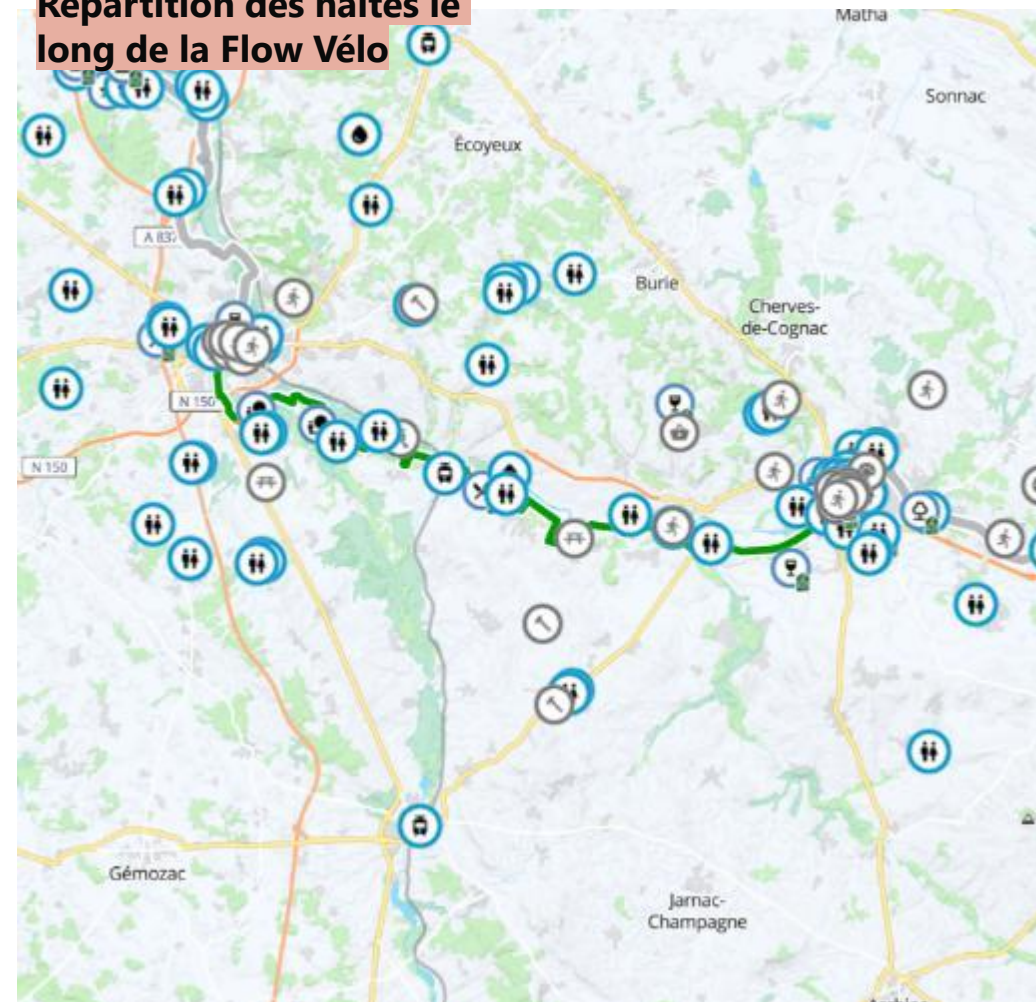 Répartition des haltes le
long de la Flow Vélo
Matha
Sonnac
Écoyeux
A 837
Burie
Cherves-
de-Cognac
N 150
N 150
Gémozac
Jarnac-
Champagne